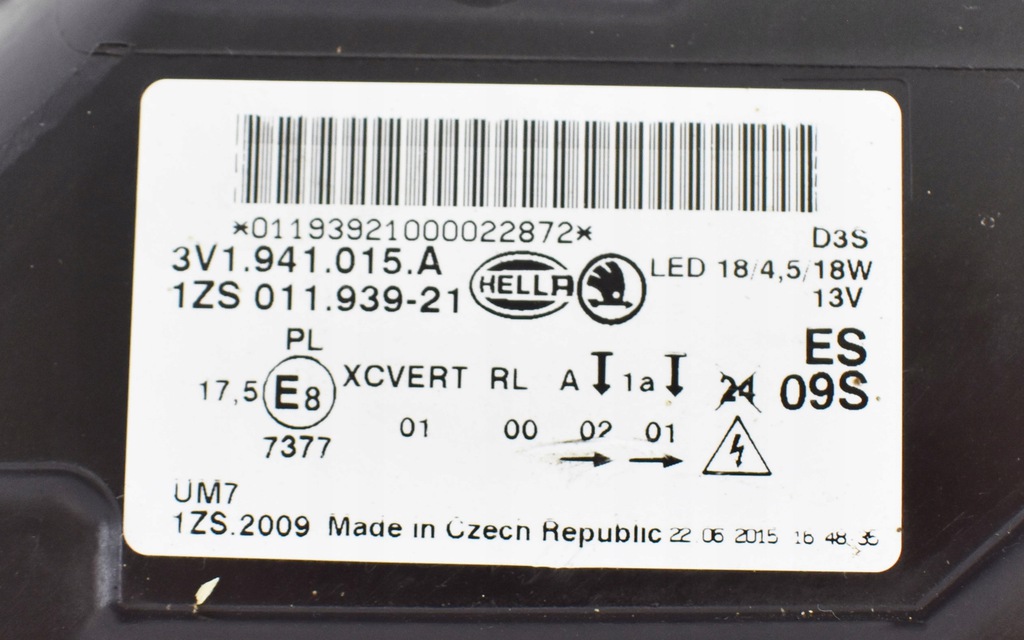 *01193921000022872*
3V1.941.015.A
1ZS 011.939-21
HELLA
D3S
LED 18/4,5/18W
13V
ES
09S
PL
17,5 E8
7377
XCVERT RL A 1a 24
01 00 02 01
UM7
1ZS.2009 Made in Czech Republic 22 06 2015 16 48 35